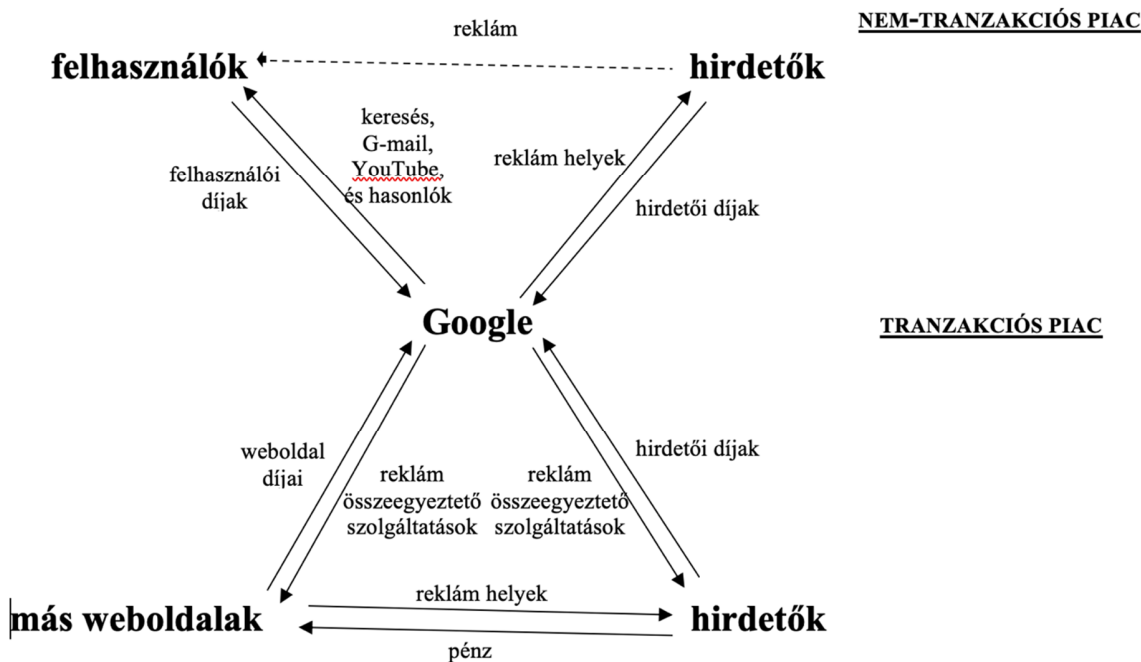 NEM-TRANZAKCIÓS PIAC
reklám
felhasználók
hirdetők
keresés,
G-mail,
YouTube,
és hasonlók
reklám helyek
felhasználói
díjak
hirdetői díjak
Google
TRANZAKCIÓS PIAC
weboldal
díjai
hirdetői díjak
reklám
összeegyeztető
szolgáltatások
reklám
összeegyeztető
szolgáltatások
reklám helyek
más weboldalak
hirdetők
pénz